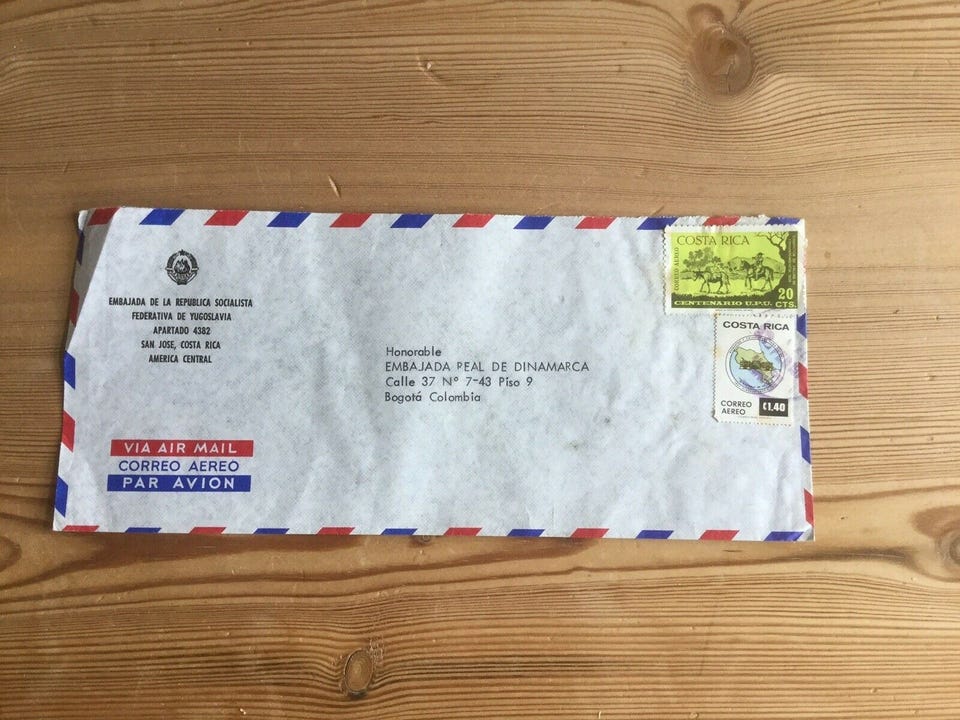 EMBAJADA DE LA REPUBLICA SOCIALISTA
FEDERATIVA DE YUGOSLAVIA
APARTADO 4382
SAN JOSE, COSTA RICA
AMERICA CENTRAL
Honorable
EMBAJADA PEAL DE DINAMARCA
Calle 37 Nº 7-43 Piso 9
Bogotá Colombia
VIA AIR MAIL
CORREO AEREO
PAR AVION
COSTA RICA
CORREO AEREO
20
CTS.
CENTENARIO U.P.U.
COSTA RICA
CORREO
AEREO
₡1.40